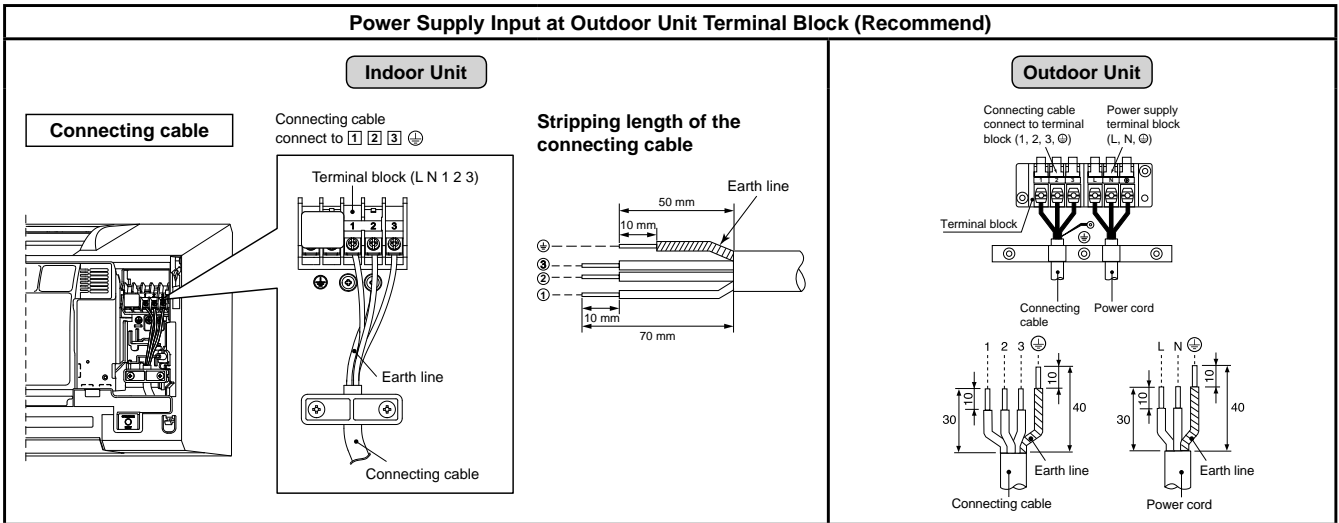 Power Supply Input at Outdoor Unit Terminal Block (Recommend)
Indoor Unit
Connecting cable
Connecting cable
connect to 1 2 3 ⏚
Terminal block (L N 1 2 3)
1 2 3
Earth line
Connecting cable
Stripping length of the
connecting cable
Earth line
50 mm
10 mm
⏚
③
②
①
10 mm
70 mm
Outdoor Unit
Connecting cable
connect to terminal
block (1, 2, 3, ⏚)
Power supply
terminal block
(L, N, ⏚)
1 2 3 L N ⏚
Terminal block
⏚
Connecting
cable
Power cord
1 2 3 ⏚
10
10
30
40
Earth line
Connecting cable
L N ⏚
10
10
30
40
Earth line
Power cord